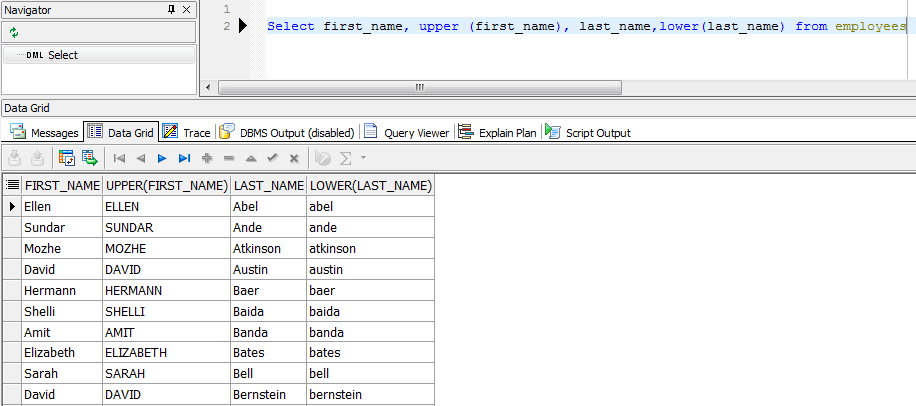 Navigator
DML Select
1
2 Select first_name, upper (first_name), last_name,lower(last_name) from employees
Data Grid
Messages Data Grid Trace DBMS Output (disabled) Query Viewer Explain Plan Script Output
FIRST_NAME UPPER(FIRST_NAME) LAST_NAME LOWER(LAST_NAME)
Ellen ELLEN Abel abel
Sundar SUNDAR Ande ande
Mozhe MOZHE Atkinson atkinson
David DAVID Austin austin
Hermann HERMANN Baer baer
Shelli SHELLI Baida baida
Amit AMIT Banda banda
Elizabeth ELIZABETH Bates bates
Sarah SARAH Bell bell
David DAVID Bernstein bernstein